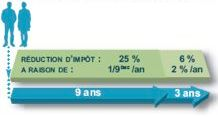 RÉDUCTION D'IMPÔT : 25 % 6 %
A RAISON DE : 1/9ème /an 2 % /an
9 ans 3 ans